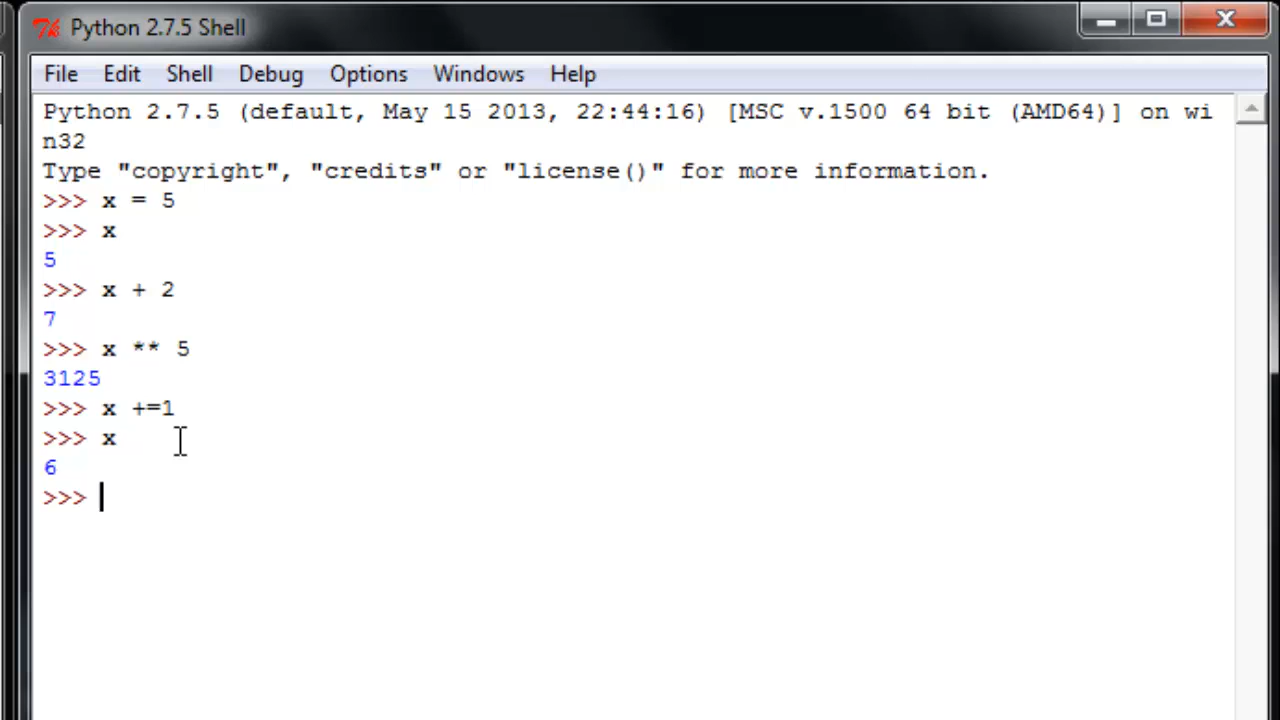 Python 2.7.5 Shell
File Edit Shell Debug Options Windows Help
Python 2.7.5 (default, May 15 2013, 22:44:16) [MSC v.1500 64 bit (AMD64)] on wi
n32
Type "copyright", "credits" or "license()" for more information.
>>> x = 5
>>> x
5
>>> x + 2
7
>>> x ** 5
3125
>>> x +=1
>>> x
6
>>>